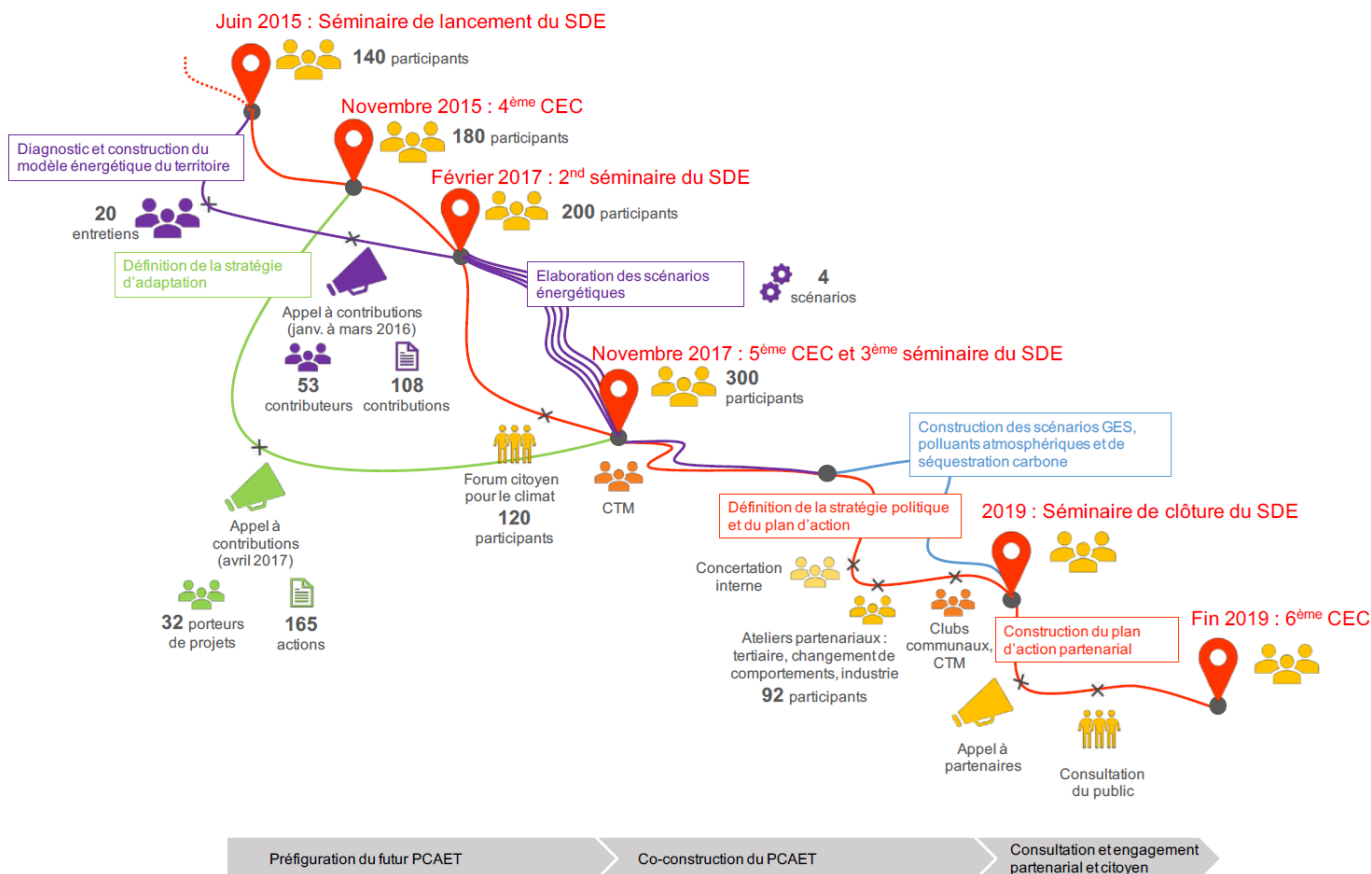 Juin 2015 : Séminaire de lancement du SDE
140 participants
Novembre 2015 : 4ème CEC
180 participants
Diagnostic et construction du
modèle énergétique du territoire
Février 2017 : 2nd séminaire du SDE
200 participants
20
entretiens
Définition de la stratégie
d'adaptation
Elaboration des scénarios
énergétiques
4
scénarios
Appel à contributions
(janv. à mars 2016)
53
contributeurs
108
contributions
Novembre 2017 : 5ème CEC et 3ème séminaire du SDE
300
participants
Construction des scénarios GES,
polluants atmosphériques et de
séquestration carbone
Forum citoyen
pour le climat
120
participants
CTM
Appel à
contributions
(avril 2017)
32 porteurs
de projets
165
actions
Définition de la stratégie politique
et du plan d'action
2019 : Séminaire de clôture du SDE
Concertation
interne
Ateliers partenariaux :
tertiaire, changement de
comportements, industrie
92 participants
Clubs
communaux,
CTM
Construction du plan
d'action partenarial
Fin 2019 : 6ème CEC
Appel à
partenaires
Consultation
du public
Préfiguration du futur PCAET
Co-construction du PCAET
Consultation et engagement
partenarial et citoyen